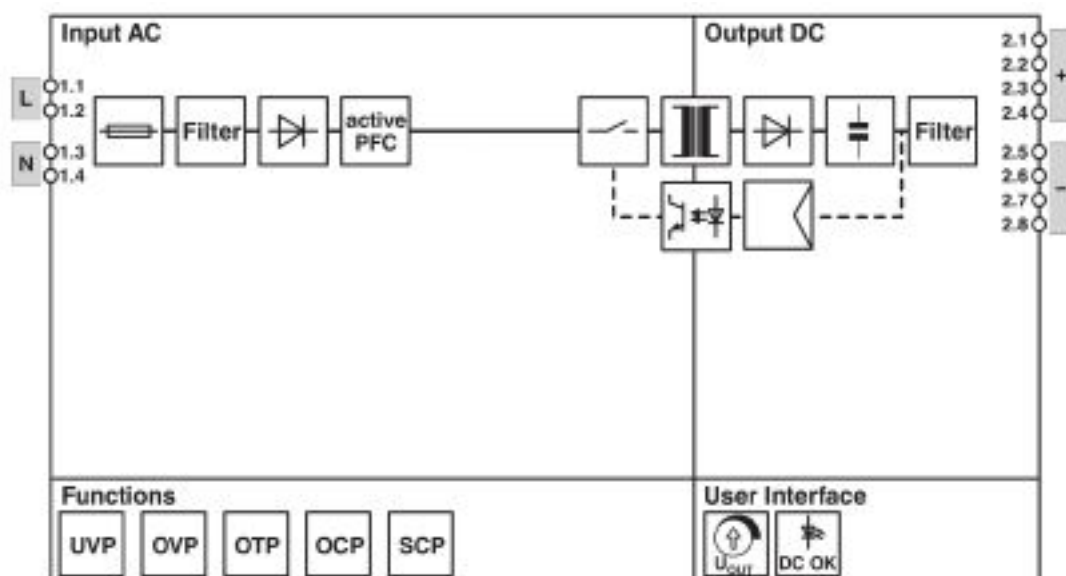 Input AC
Output DC
L
1.1
1.2
N
1.3
1.4
Filter
active
PFC
Filter
2.1
2.2
2.3
2.4
+
2.5
2.6
2.7
2.8
–
Functions
UVP
OVP
OTP
OCP
SCP
User Interface
UOUT
DC OK